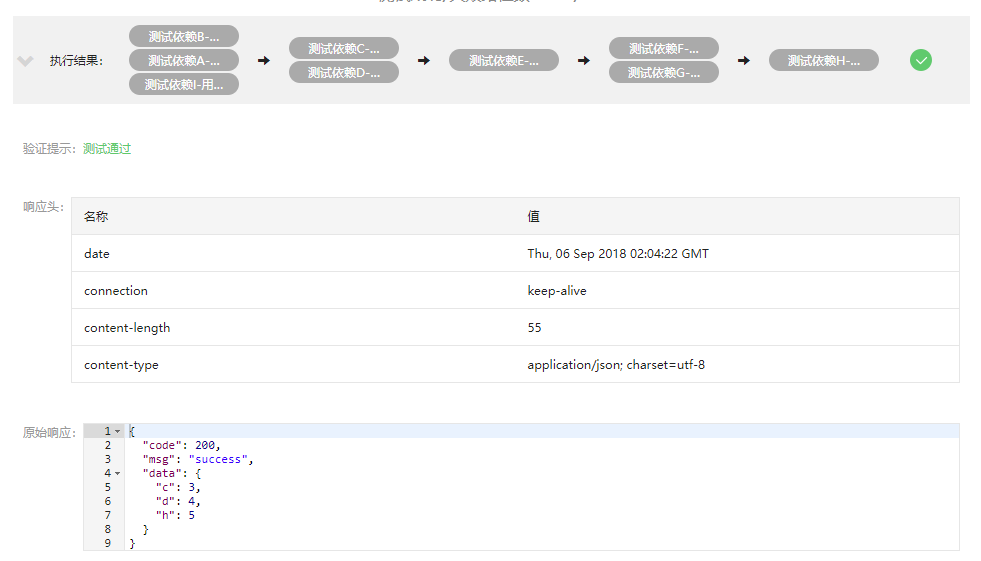 执行结果：
测试依赖B-...
测试依赖A-...
测试依赖I-用...
测试依赖C-...
测试依赖D-...
测试依赖E-...
测试依赖F-...
测试依赖G-...
测试依赖H-...
验证提示： 测试通过
响应头：
名称 值
date Thu, 06 Sep 2018 02:04:22 GMT
connection keep-alive
content-length 55
content-type application/json; charset=utf-8
原始响应：
1 {
2 "code": 200,
3 "msg": "success",
4 "data": {
5 "c": 3,
6 "d": 4,
7 "h": 5
8 }
9 }